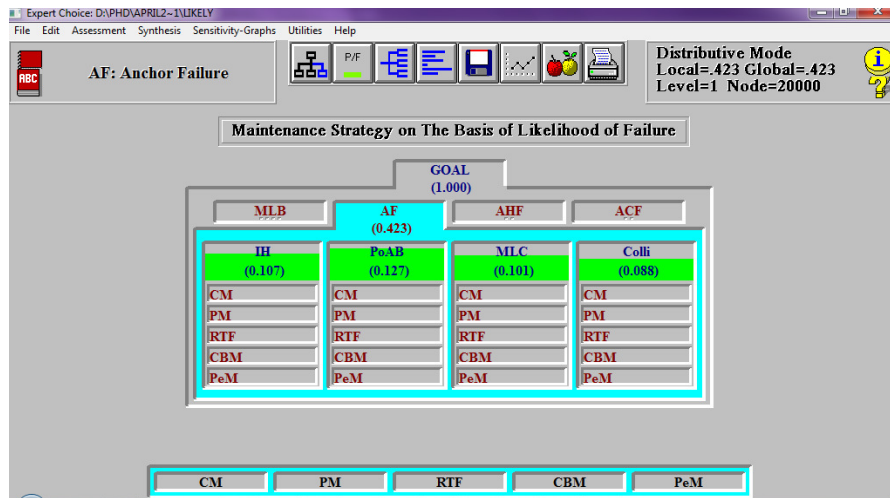 Expert Choice: D:\PHD\APRIL2~1\LIKELY
File Edit Assessment Synthesis Sensitivity-Graphs Utilities Help
ABC
AF: Anchor Failure
P/F
Distributive Mode
Local=.423 Global=.423
Level=1 Node=20000
i
?
Maintenance Strategy on The Basis of Likelihood of Failure
GOAL
(1.000)
MLB AF AHF ACF
(0.423)
IH PoAB MLC Colli
(0.107) (0.127) (0.101) (0.088)
CM CM CM CM
PM PM PM PM
RTF RTF RTF RTF
CBM CBM CBM CBM
PeM PeM PeM PeM
CM PM RTF CBM PeM